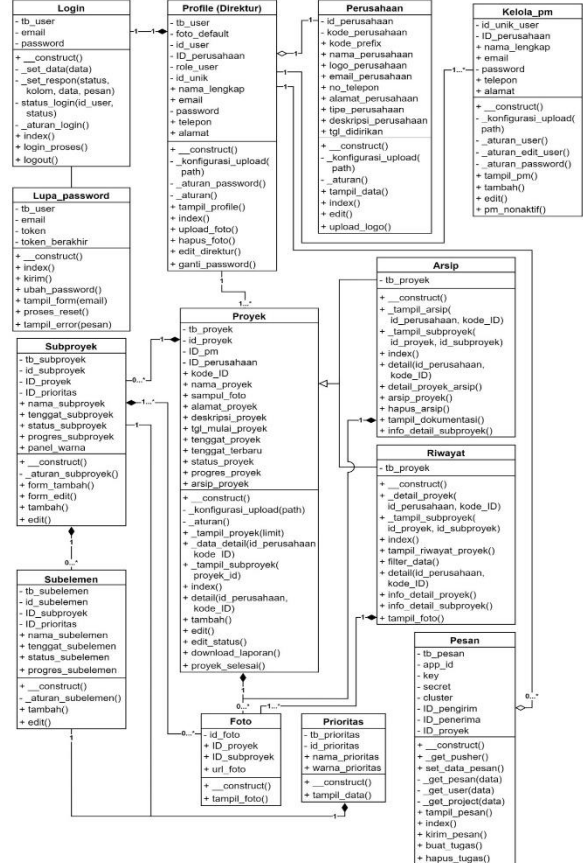 Login
- tb_user
- email
- password
+ __construct()
- _set_data(data)
- _set_respon(status,
kolom, data, pesan)
- status_login(id_user,
status)
- _aturan_login()
+ index()
+ login_proses()
+ logout()
Lupa_password
- tb_user
- email
- token
- token_berakhir
+ __construct()
+ index()
+ kirim()
+ ubah_password()
+ tampil_form(email)
+ proses_reset()
+ tampil_error(pesan)
Profile (Direktur)
- tb_user
- foto_default
- id_user
- ID_perusahaan
- role_user
- id_unik
+ nama_lengkap
+ email
- password
+ telepon
+ alamat
+ __construct()
- _konfigurasi_upload(
path)
- _aturan_password()
- _aturan()
+ tampil_profile()
+ index()
+ upload_foto()
+ hapus_foto()
+ edit_direktur()
+ ganti_password()
Perusahaan
- id_perusahaan
- kode_perusahaan
+ kode_prefix
+ nama_perusahaan
+ logo_perusahaan
+ email_perusahaan
+ no_telepon
+ alamat_perusahaan
+ tipe_perusahaan
+ deskripsi_perusahaan
+ tgl_didirikan
+ __construct()
- _konfigurasi_upload(
path)
- _aturan()
+ tampil_data()
+ index()
+ edit()
+ upload_logo()
Kelola_pm
- id_unik_user
- ID_perusahaan
+ nama_lengkap
+ email
- password
+ telepon
+ alamat
+ __construct()
- _konfigurasi_upload(
path)
- _aturan_user()
- _aturan_edit_user()
- _aturan_password()
+ tampil_pm()
+ tambah()
+ edit()
+ pm_nonaktif()
1
1
1
1
1
1...*
1
1
1...*
Subproyek
- tb_subproyek
- id_subproyek
- ID_proyek
- ID_prioritas
+ nama_subproyek
+ tenggat_subproyek
+ status_subproyek
+ progres_subproyek
+ panel_warna
+ __construct()
- _aturan_subproyek()
+ form_tambah()
+ form_edit()
+ tambah()
+ edit()
1
0...*
1...*
1
1
0...*
Subelemen
- tb_subelemen
- id_subelemen
- ID_subproyek
- ID_prioritas
+ nama_subelemen
+ tenggat_subelemen
+ status_subelemen
+ progres_subelemen
+ __construct()
- _aturan_subelemen()
+ tambah()
+ edit()
Proyek
- tb_proyek
- id_proyek
- ID_pm
- ID_perusahaan
+ kode_ID
+ nama_proyek
+ sampul_foto
+ alamat_proyek
+ deskripsi_proyek
+ tgl_mulai_proyek
+ tenggat_proyek
+ tenggat_terbaru
+ status_proyek
+ progres_proyek
+ arsip_proyek
+ __construct()
- _konfigurasi_upload(path)
- _aturan()
+ _tampil_proyek(limit)
+ _data_detail(id_perusahaan
kode_ID)
+ _tampil_subproyek(
proyek_id)
+ index()
+ detail(id_perusahaan,
kode_ID)
+ tambah()
+ edit()
+ edit_status()
+ download_laporan()
+ proyek_selesai()
Arsip
- tb_proyek
+ __construct()
+ _tampil_arsip(
id_perusahaan, kode_ID)
+ _tampil_subproyek(
id_proyek, id_subproyek)
+ index()
+ detail(id_perusahaan,
kode_ID)
+ detail_proyek_arsip()
+ arsip_proyek()
+ hapus_arsip()
+ tampil_dokumentasi()
+ info_detail_subproyek()
1
Riwayat
- tb_proyek
+ __construct()
+ _detail_proyek(
id_perusahaan, kode_ID)
+ _tampil_subproyek(
id_proyek, id_subproyek)
+ index()
+ tampil_riwayat_proyek()
+ filter_data()
+ detail(id_perusahaan,
kode_ID)
+ info_detail_proyek()
+ info_detail_subproyek()
+ tampil_foto()
1
1
0...*
1...*
0...*
Foto
- id_foto
+ ID_proyek
+ ID_subproyek
+ url_foto
+ __construct()
+ tampil_foto()
Prioritas
- tb_prioritas
- id_prioritas
+ nama_prioritas
+ warna_prioritas
+ __construct()
+ tampil_data()
1
1
Pesan
- tb_pesan
- app_id
- key
- secret
- cluster
- ID_pengirim
- ID_penerima
- ID_proyek
+ __construct()
+ _get_pusher()
+ set_data_pesan()
- _get_pesan(data)
- _get_user(data)
- _get_project(data)
+ tampil_pesan()
+ index()
+ kirim_pesan()
+ buat_tugas()
+ hapus_tugas()
0...*